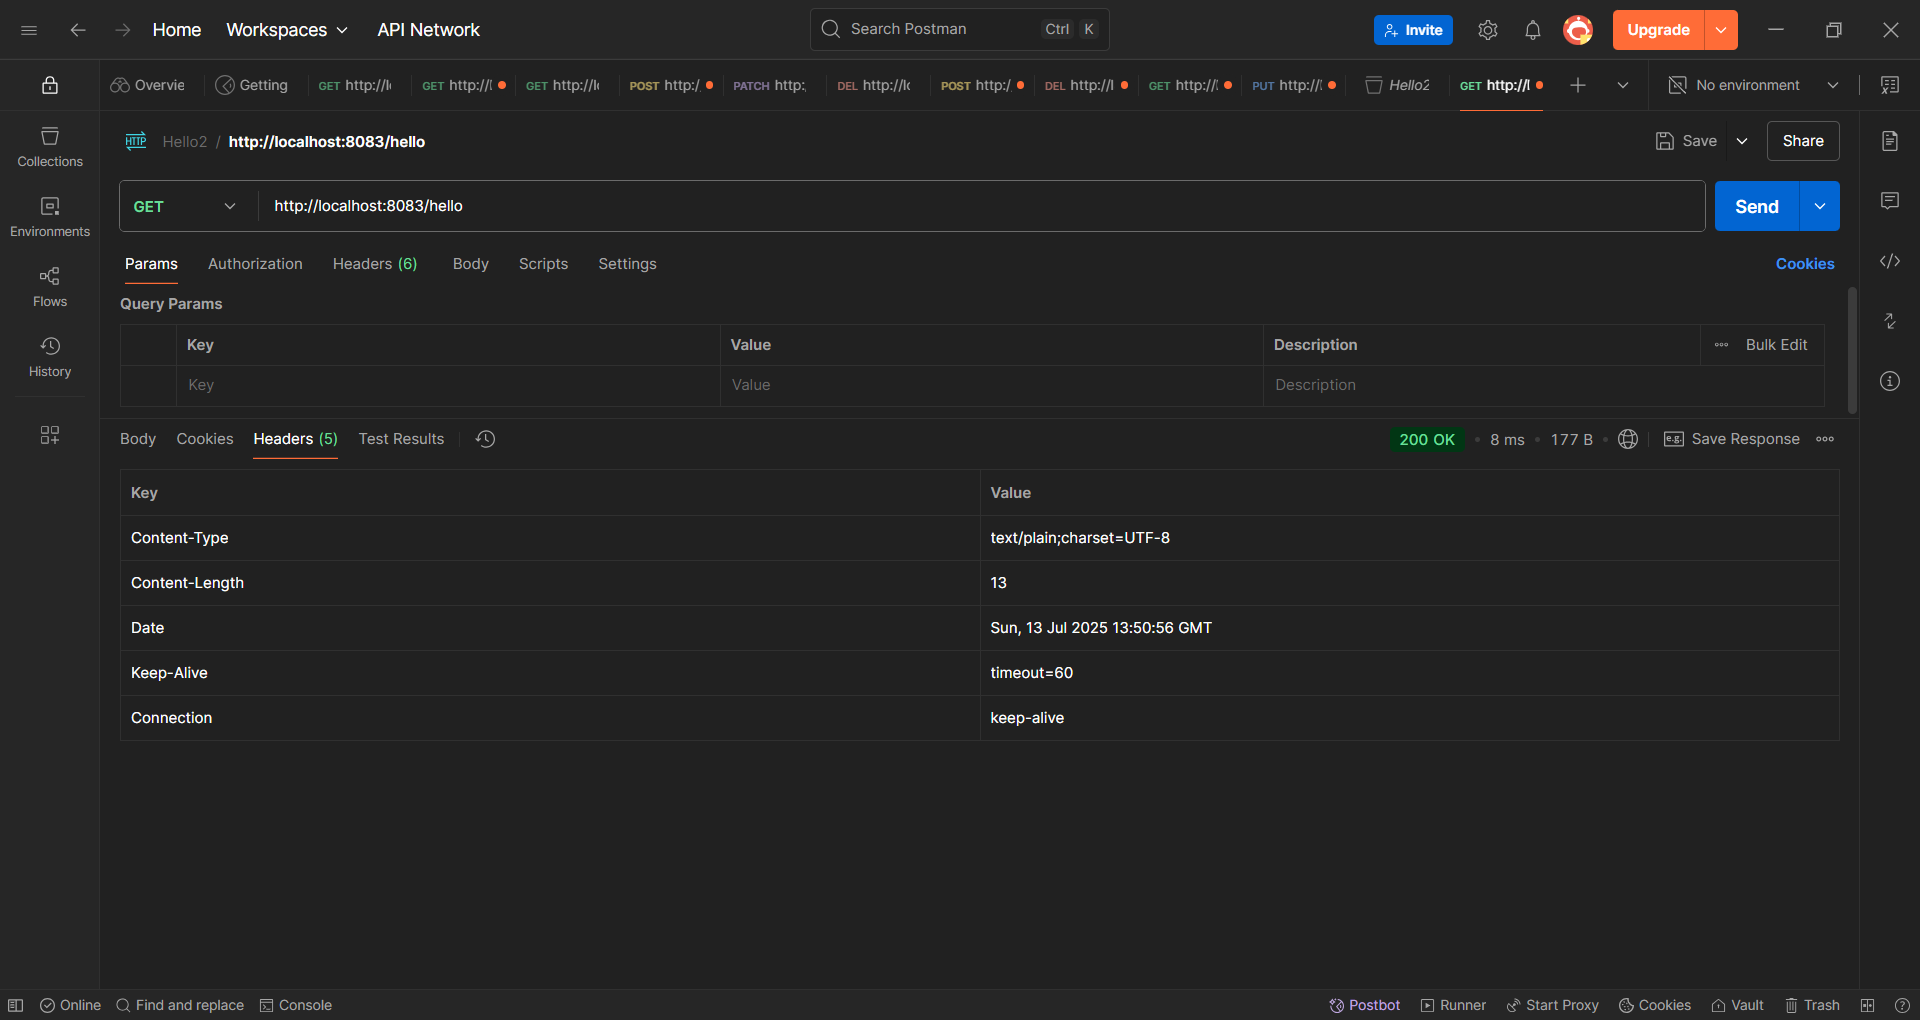 Home Workspaces API Network Search Postman Ctrl K Invite Upgrade
Overvie Getting GET http://l GET http://l GET http://l POST http:/ PATCH http: DEL http://l POST http:/ DEL http://l GET http:// PUT http:// Hello2 GET http://l No environment
HTTP Hello2 / http://localhost:8083/hello Save Share
Collections
GET http://localhost:8083/hello Send
Environments
Params Authorization Headers (6) Body Scripts Settings Cookies
Flows
Query Params
Key Value Description Bulk Edit
History
Key Value Description
Body Cookies Headers (5) Test Results 200 OK 8 ms 177 B e.g. Save Response
Key Value
Content-Type text/plain;charset=UTF-8
Content-Length 13
Date Sun, 13 Jul 2025 13:50:56 GMT
Keep-Alive timeout=60
Connection keep-alive
Online Find and replace Console Postbot Runner Start Proxy Cookies Vault Trash